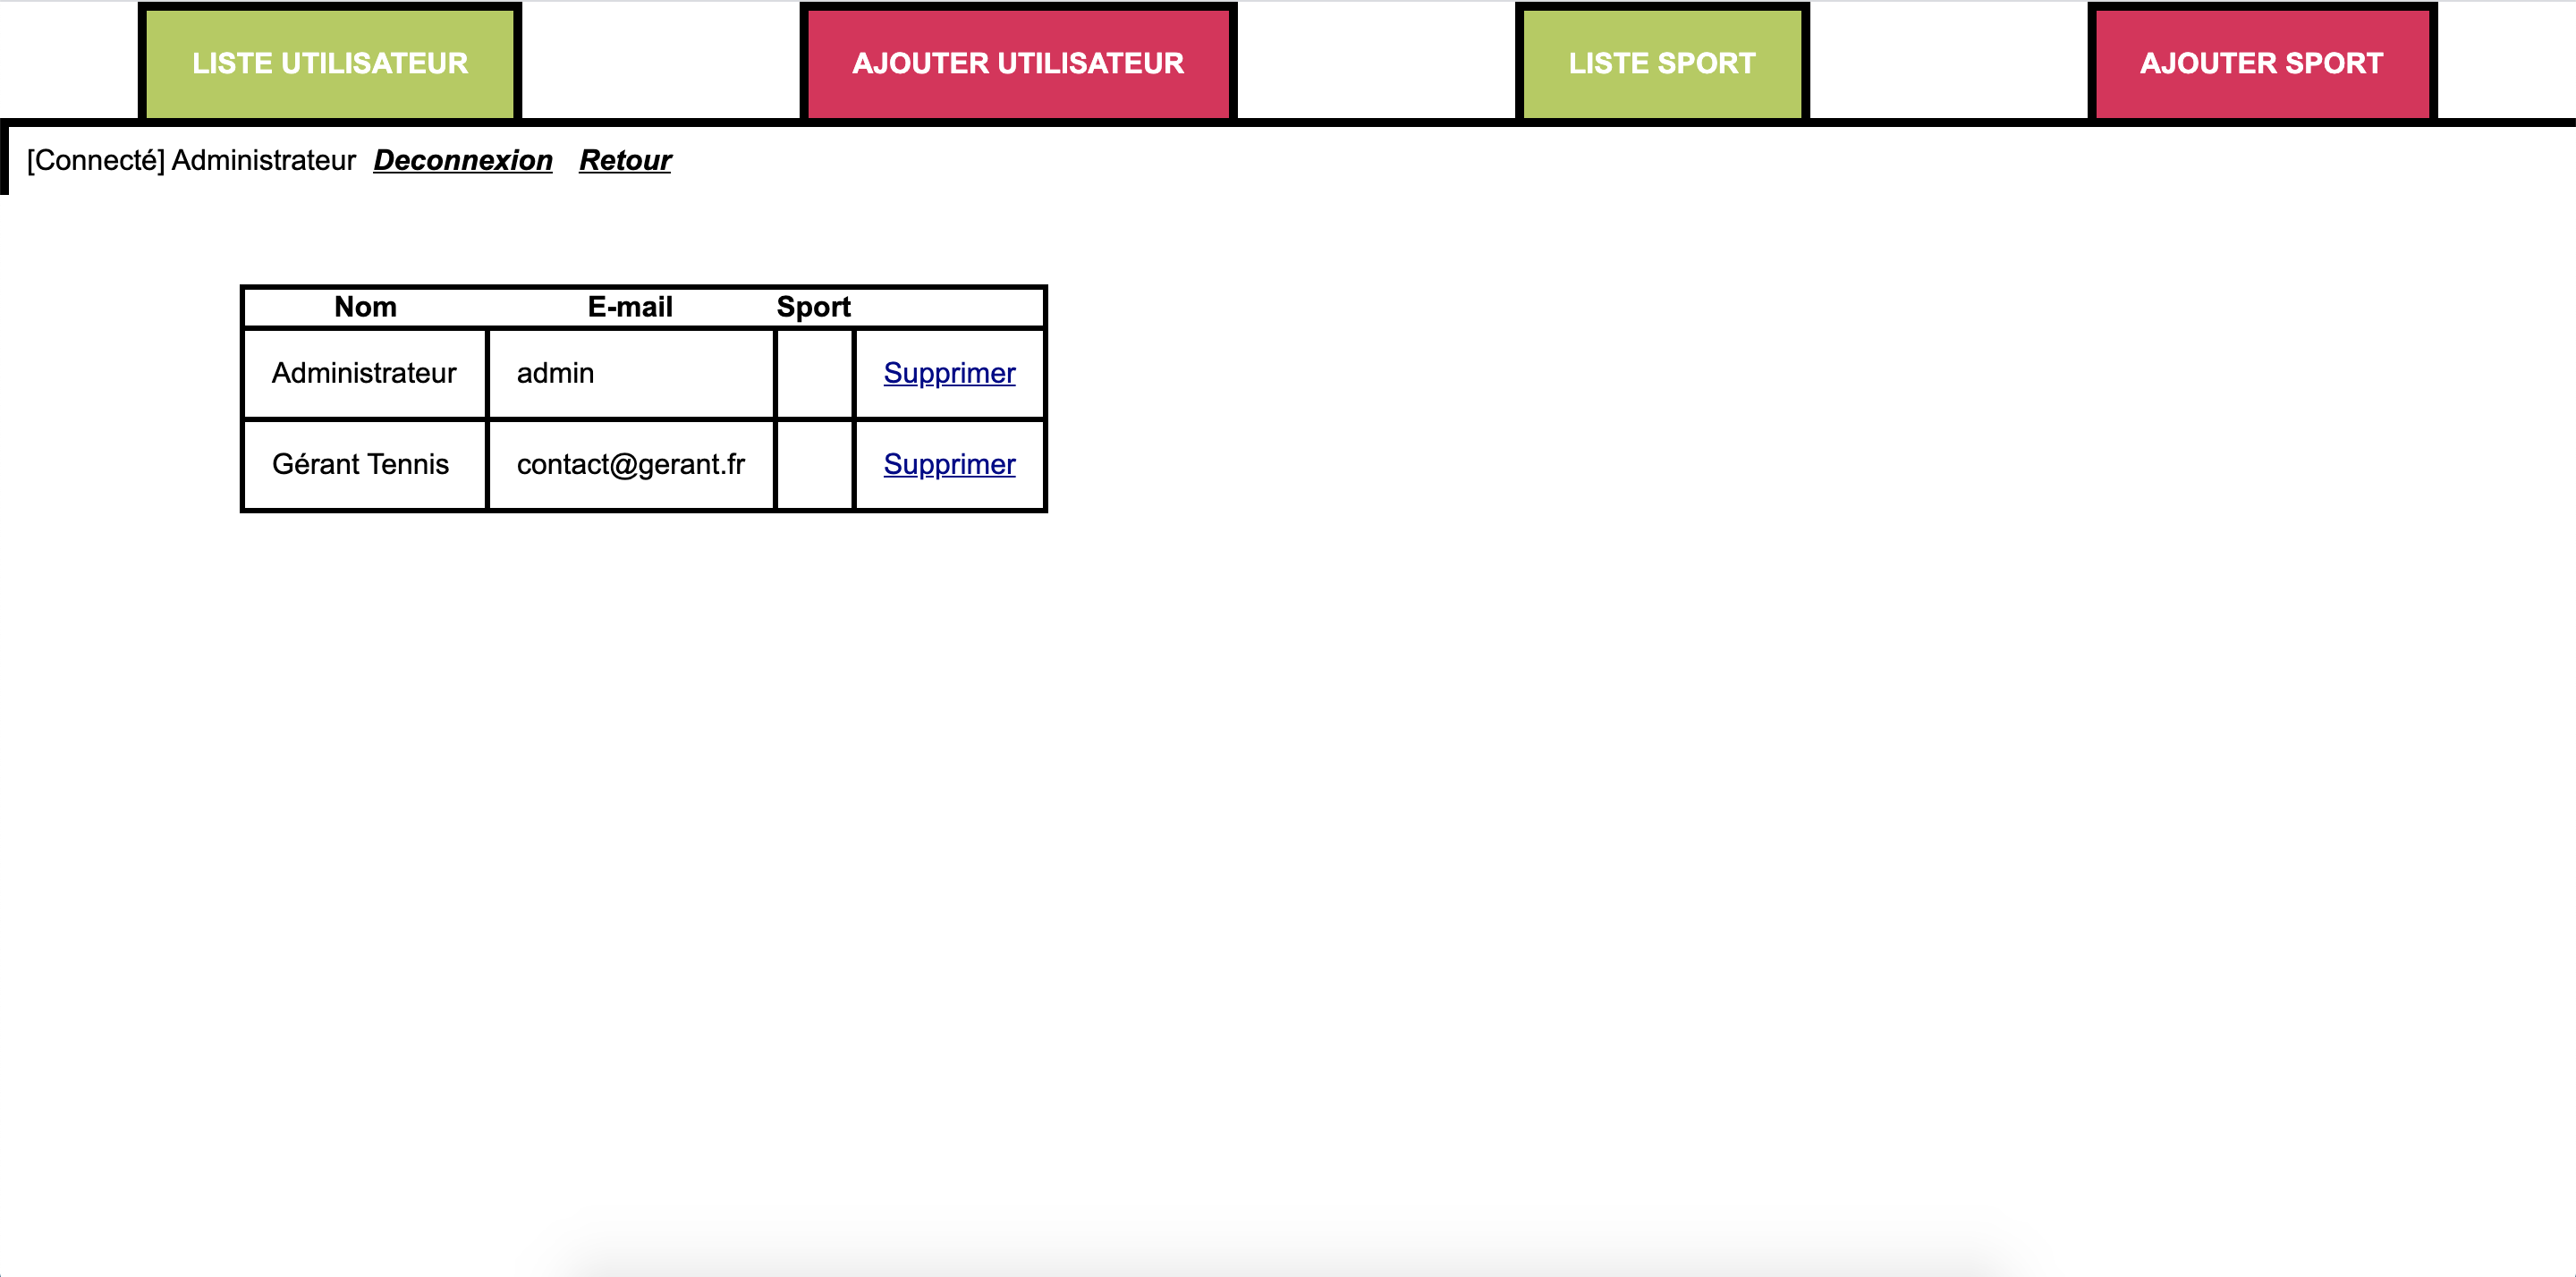 LISTE UTILISATEUR AJOUTER UTILISATEUR LISTE SPORT AJOUTER SPORT
[Connecté] Administrateur Deconnexion Retour
Nom E-mail Sport
Administrateur admin Supprimer
Gérant Tennis contact@gerant.fr Supprimer